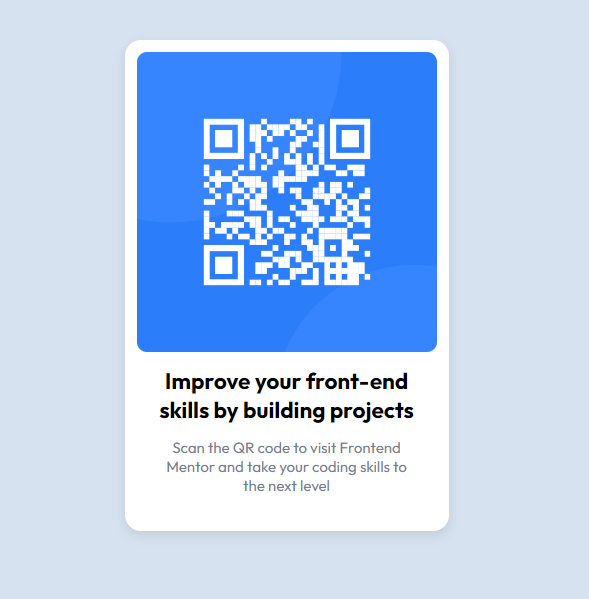 Improve your front-end
skills by building projects
Scan the QR code to visit Frontend
Mentor and take your coding skills to
the next level